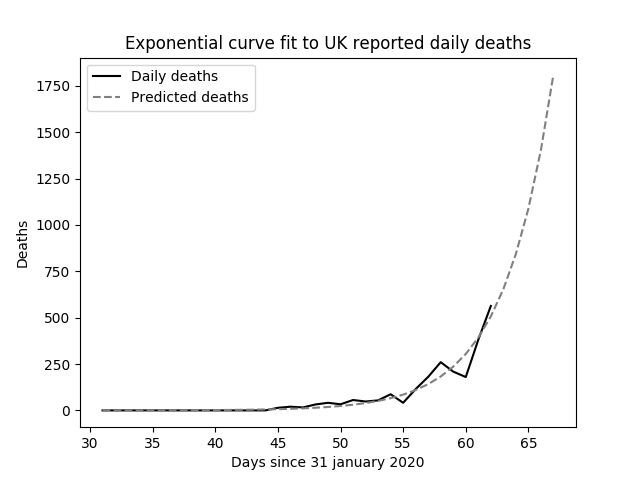 Exponential curve fit to UK reported daily deaths
Daily deaths
Predicted deaths
1750
1500
1250
1000
750
500
250
0
Deaths
30 35 40 45 50 55 60 65
Days since 31 january 2020